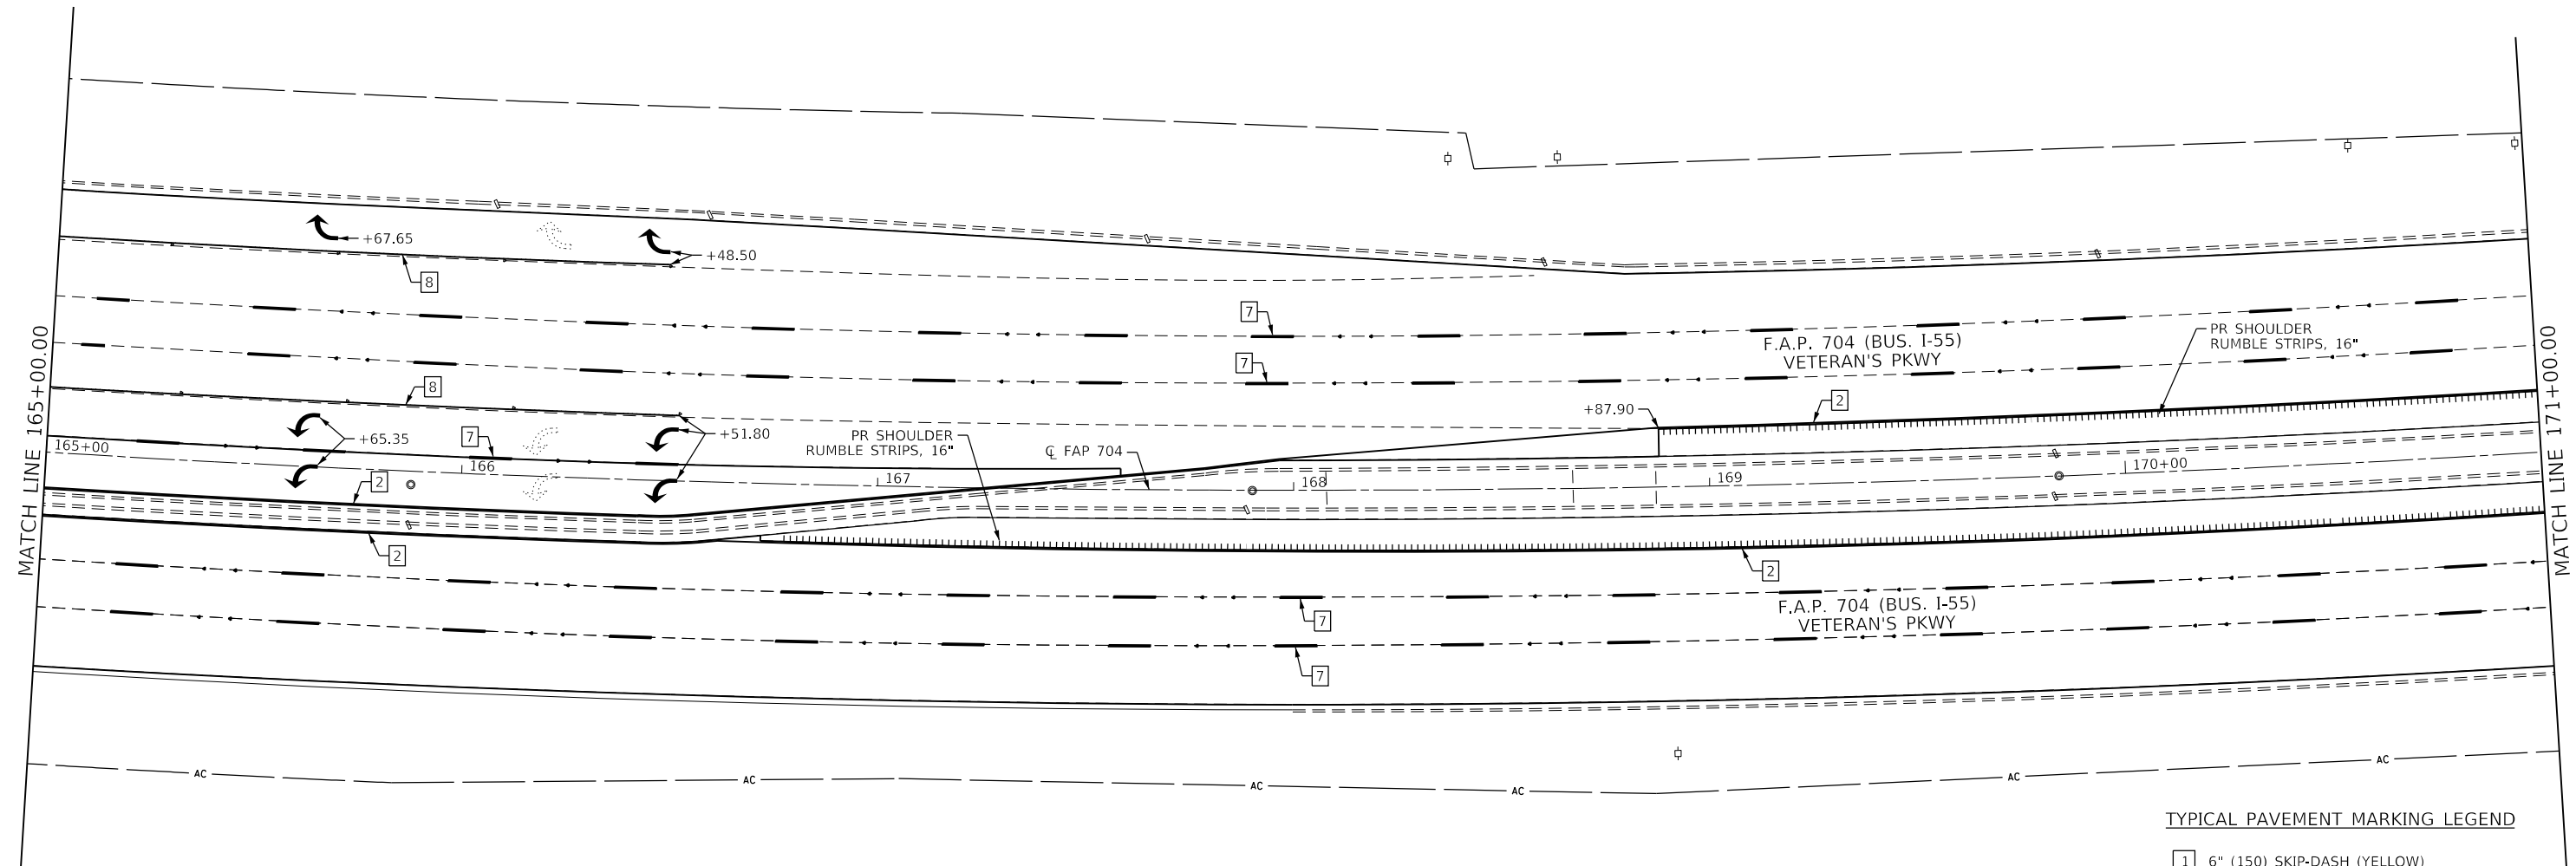 +67.65
+48.50
8
7
PR SHOULDER
RUMBLE STRIPS, 16"
F.A.P. 704 (BUS. I-55)
VETERAN'S PKWY
7
8
2
+87.90
MATCH LINE 165+00.00
MATCH LINE 171+00.00
165+00
+65.35
7
+51.80
PR SHOULDER
RUMBLE STRIPS, 16"
℄ FAP 704
166
167
168
169
170+00
2
2
2
7
F.A.P. 704 (BUS. I-55)
VETERAN'S PKWY
7
AC
AC
AC
AC
AC
AC
TYPICAL PAVEMENT MARKING LEGEND
1 6" (150) SKIP-DASH (YELLOW)